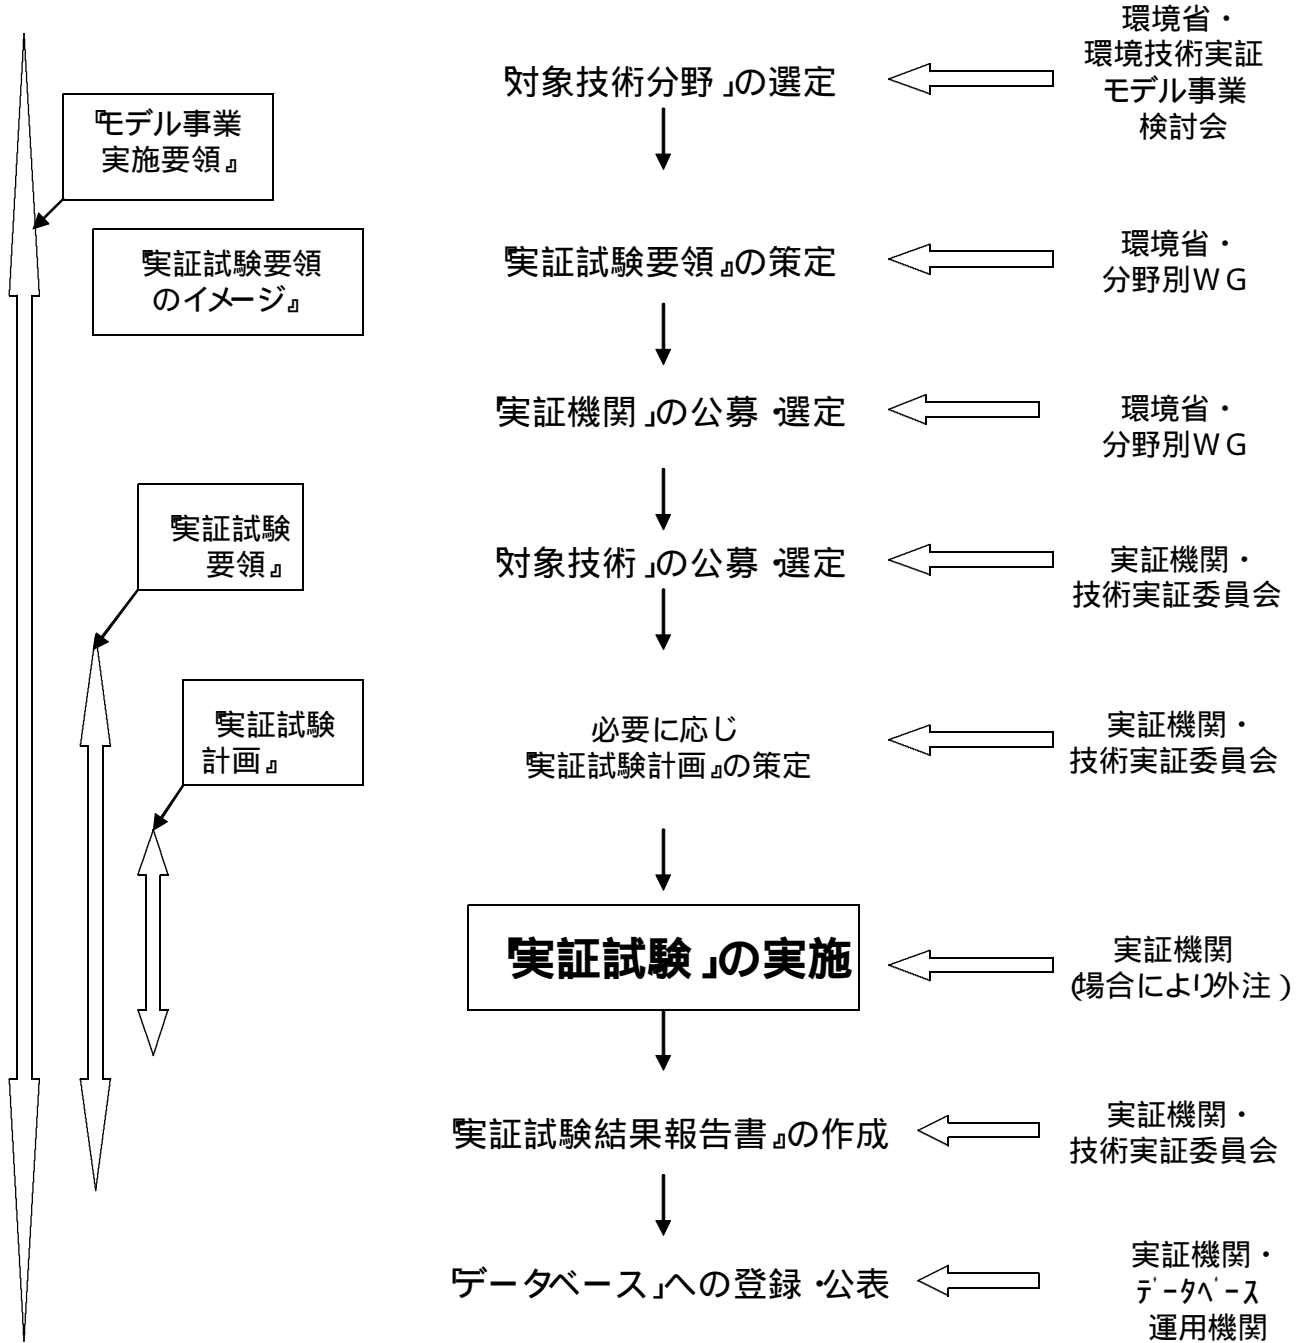 環境省・
環境技術実証
モデル事業
検討会
『対象技術分野」の選定
『モデル事業
実施要領』
『実証試験要領
のイメージ』
『実証試験要領』の策定
環境省・
分野別ＷＧ
『実証機関」の公募・選定
環境省・
分野別ＷＧ
『実証試験
要領』
『対象技術」の公募・選定
実証機関・
技術実証委員会
『実証試験
計画』
必要に応じ
『実証試験計画』の策定
実証機関・
技術実証委員会
『実証試験」の実施
実証機関
(場合により外注)
『実証試験結果報告書』の作成
実証機関・
技術実証委員会
『データベース」への登録・公表
実証機関・
ﾃﾞｰﾀﾍﾞｰｽ
運用機関